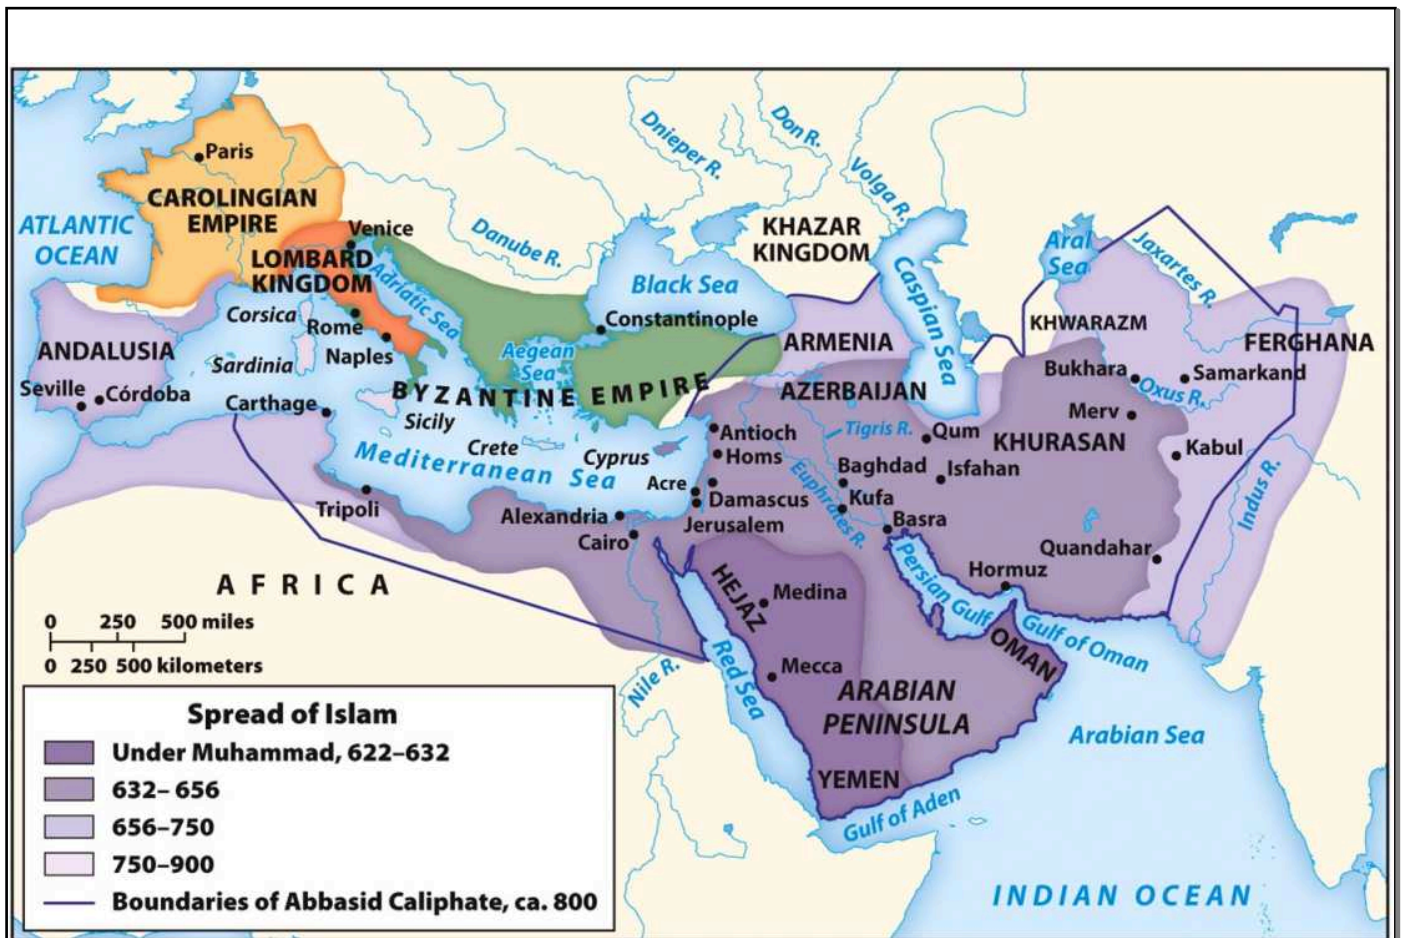 Paris
CAROLINGIAN
EMPIRE
ATLANTIC
OCEAN
Venice
LOMBARD
KINGDOM
Adriatic Sea
Danube R.
Dnieper R.
Don R.
Volga R.
KHAZAR
KINGDOM
Black Sea
Caspian Sea
Aral
Sea
Jaxartes R.
Corsica
Rome
Naples
Sardinia
Constantinople
Aegean
Sea
ARMENIA
KHWARAZM
FERGHANA
ANDALUSIA
Seville
Córdoba
Carthage
Sicily
BYZANTINE EMPIRE
AZERBAIJAN
Bukhara
Samarkand
Oxus R.
Merv
Crete
Cyprus
Mediterranean Sea
Antioch
Homs
Tigris R.
Qum
KHURASAN
Kabul
Baghdad
Isfahan
Acre
Damascus
Jerusalem
Euphrates R.
Kufa
Basra
Indus R.
Tripoli
Alexandria
Cairo
Quandahar
Hormuz
Persian Gulf
Gulf of Oman
OMAN
AFRICA
HEJAZ
Medina
Mecca
Red Sea
Nile R.
ARABIAN
PENINSULA
YEMEN
Gulf of Aden
Arabian Sea
INDIAN OCEAN
0 250 500 miles
0 250 500 kilometers
Spread of Islam
Under Muhammad, 622–632
632– 656
656–750
750–900
Boundaries of Abbasid Caliphate, ca. 800